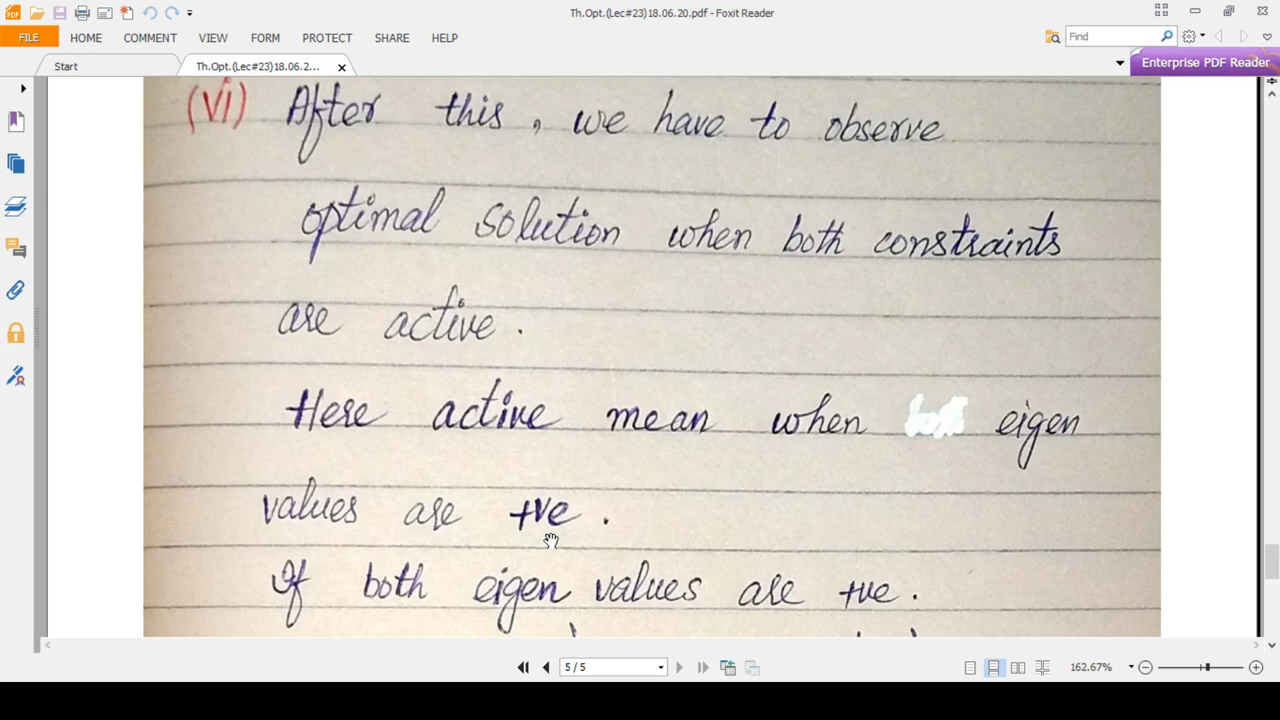 Th.Opt.(Lec#23)18.06.20.pdf - Foxit Reader
FILE HOME COMMENT VIEW FORM PROTECT SHARE HELP
Find
Start
Th.Opt.(Lec#23)18.06.2...
Enterprise PDF Reader
(vi) After this, we have to observe
optimal solution when both constraints
are active.
Here active mean when eigen
values are +ve.
If both eigen values are +ve.
5 / 5
162.67%